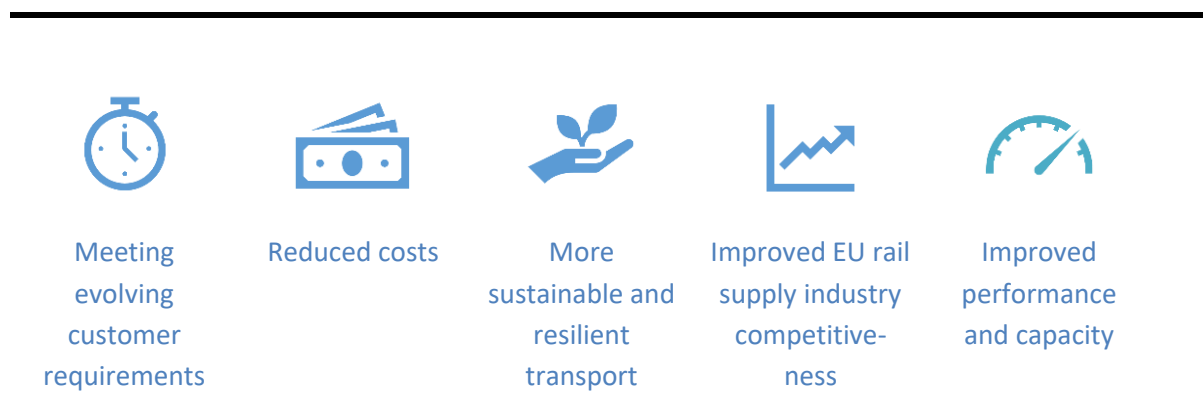 Meeting
evolving
customer
requirements
Reduced costs
More
sustainable and
resilient
transport
Improved EU rail
supply industry
competitive-
ness
Improved
performance
and capacity